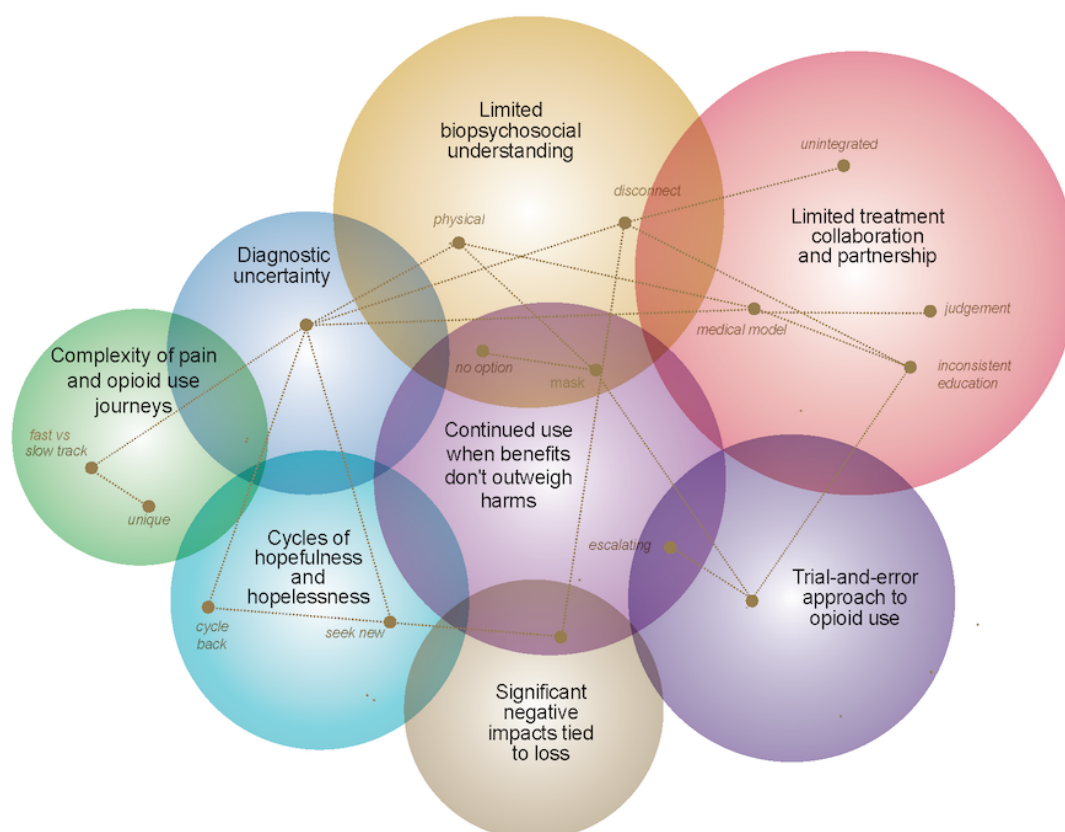 Limited
biopsychosocial
understanding
disconnect
physical
unintegrated
Limited treatment
collaboration
and partnership
medical model
judgement
inconsistent
education
Diagnostic
uncertainty
Complexity of pain
and opioid use
journeys
fast vs
slow track
unique
no option
mask
Continued use
when benefits
don't outweigh
harms
escalating
Cycles of
hopefulness
and
hopelessness
cycle
back
seek new
Trial-and-error
approach to
opioid use
Significant
negative
impacts tied
to loss